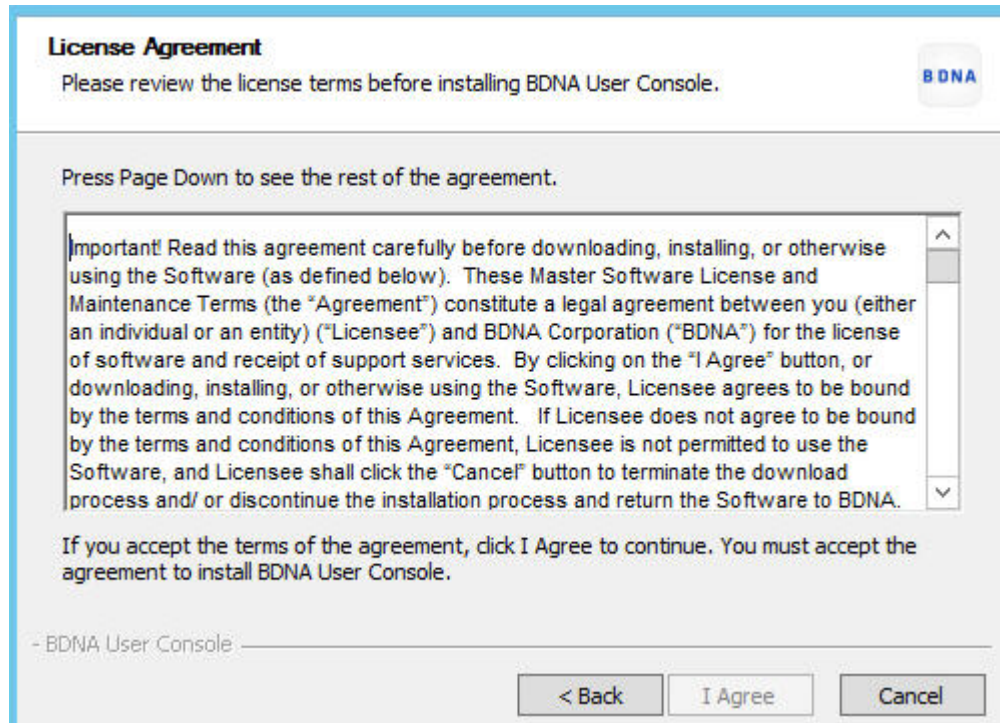 License Agreement
Please review the license terms before installing BDNA User Console.
BDNA
Press Page Down to see the rest of the agreement.
Important! Read this agreement carefully before downloading, installing, or otherwise
using the Software (as defined below).  These Master Software License and
Maintenance Terms (the “Agreement”) constitute a legal agreement between you (either
an individual or an entity) (“Licensee”) and BDNA Corporation (“BDNA”) for the license
of software and receipt of support services.  By clicking on the “I Agree” button, or
downloading, installing, or otherwise using the Software, Licensee agrees to be bound
by the terms and conditions of this Agreement.   If Licensee does not agree to be bound
by the terms and conditions of this Agreement, Licensee is not permitted to use the
Software, and Licensee shall click the “Cancel” button to terminate the download
process and/ or discontinue the installation process and return the Software to BDNA.
If you accept the terms of the agreement, click I Agree to continue. You must accept the
agreement to install BDNA User Console.
- BDNA User Console
< Back
I Agree
Cancel